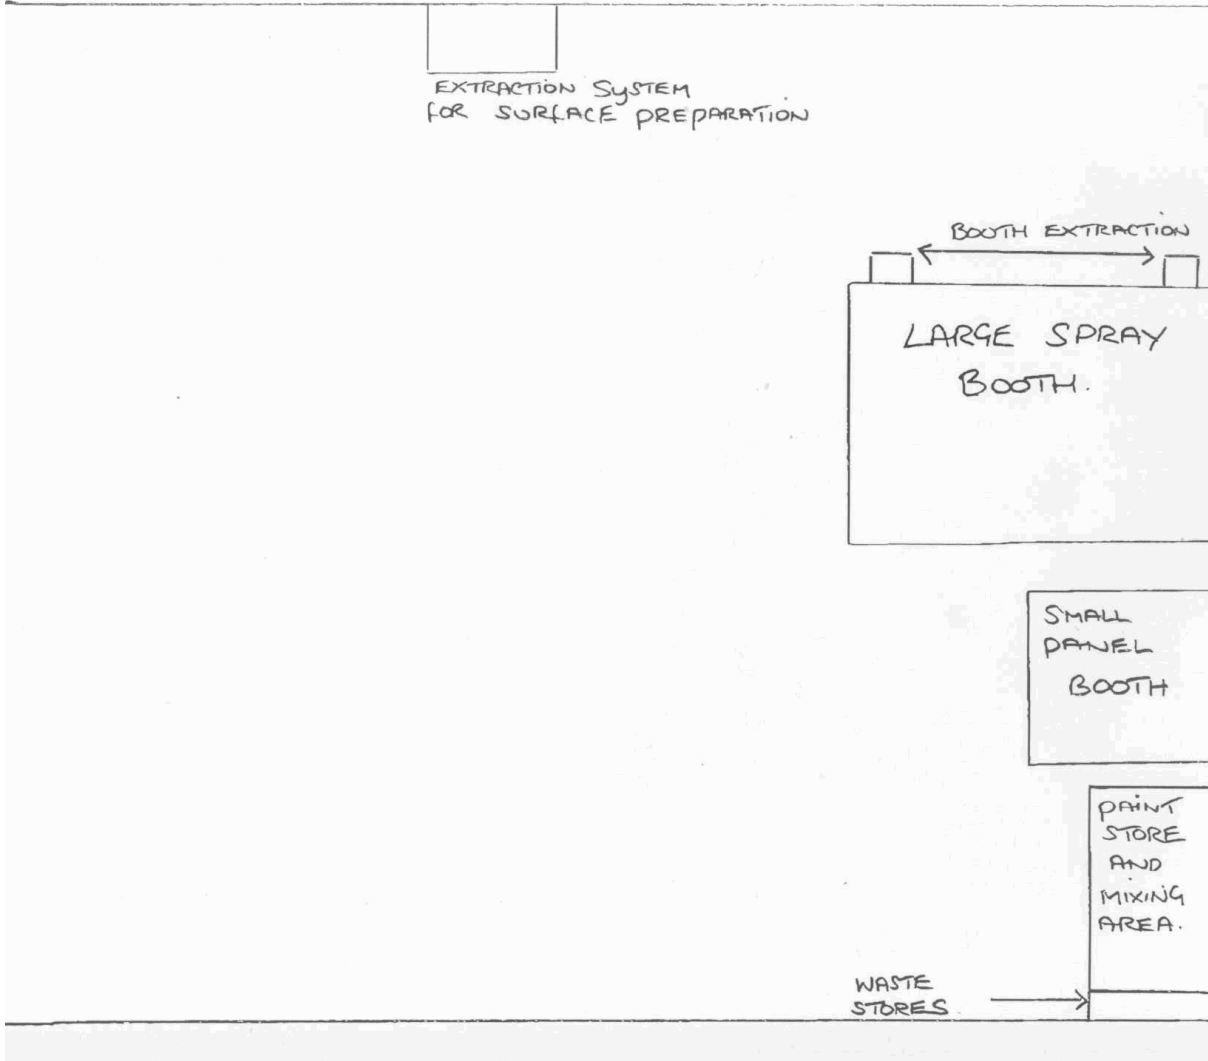 EXTRACTION SYSTEM
FOR SURFACE PREPARATION
BOOTH EXTRACTION
LARGE SPRAY
BOOTH.
SMALL
PANEL
BOOTH
PAINT
STORE
AND
MIXING
AREA.
WASTE
STORES